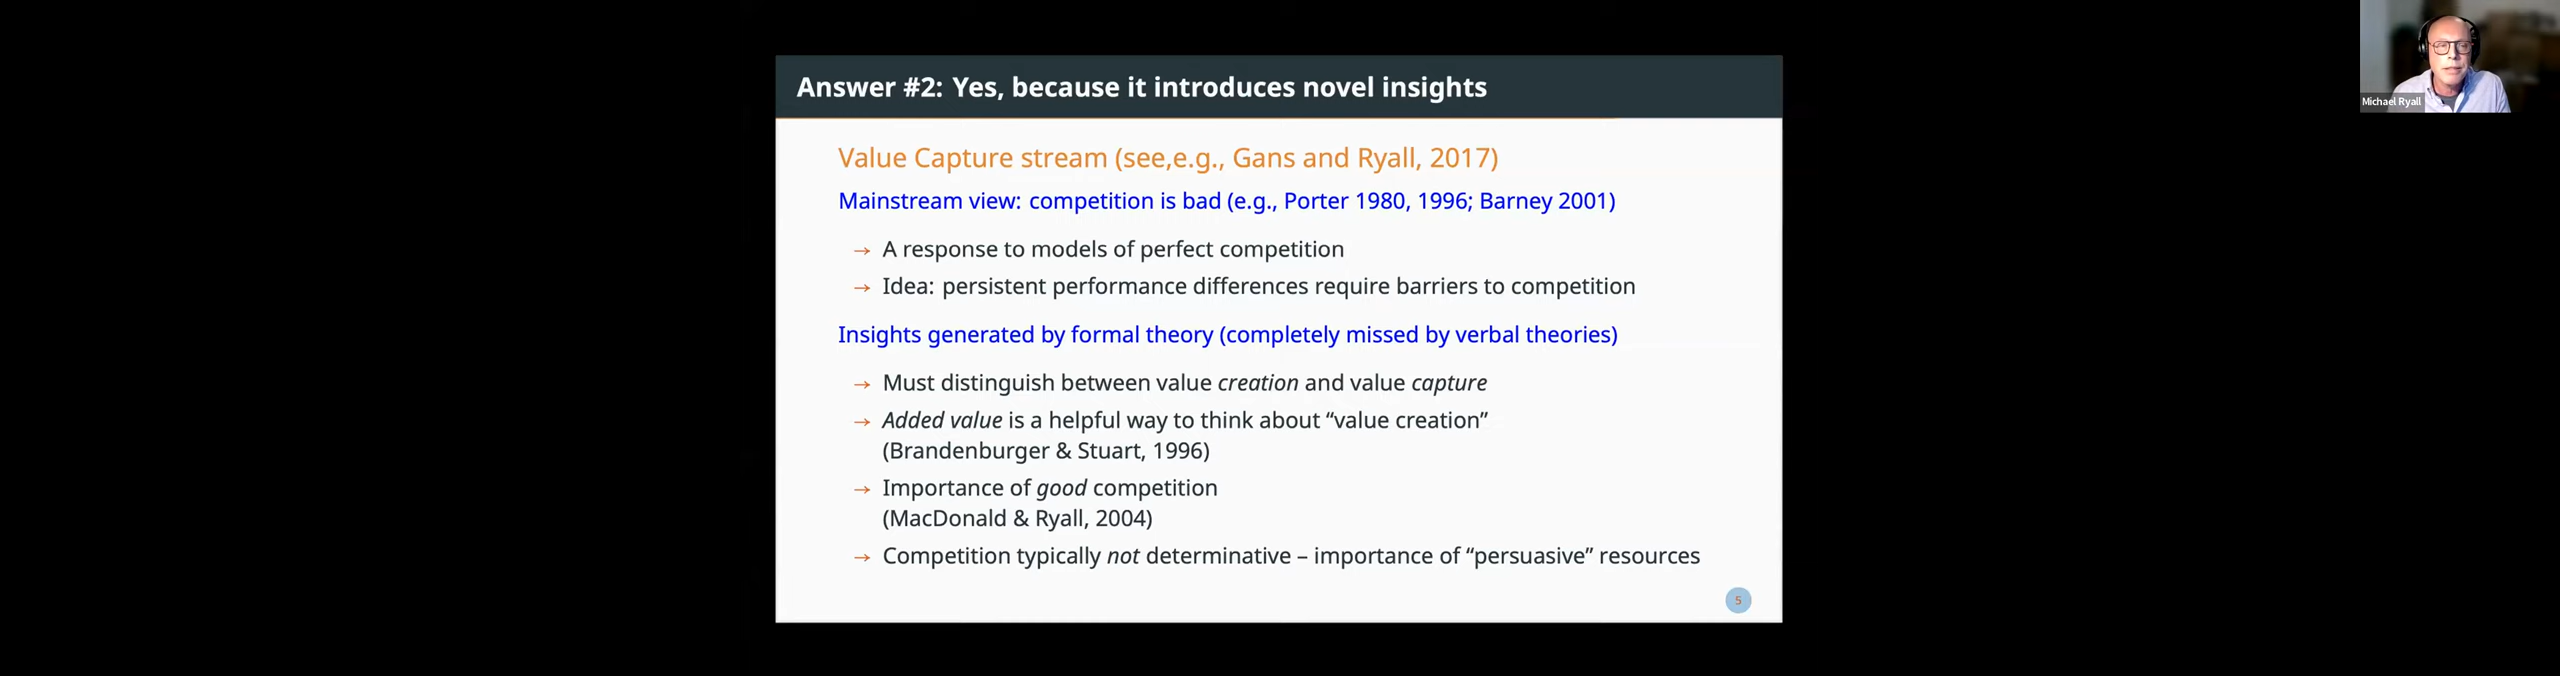 Answer #2: Yes, because it introduces novel insights
Michael Ryall
Value Capture stream (see,e.g., Gans and Ryall, 2017)
Mainstream view: competition is bad (e.g., Porter 1980, 1996; Barney 2001)
→ A response to models of perfect competition
→ Idea: persistent performance differences require barriers to competition
Insights generated by formal theory (completely missed by verbal theories)
→ Must distinguish between value creation and value capture
→ Added value is a helpful way to think about “value creation”
(Brandenburger & Stuart, 1996)
→ Importance of good competition
(MacDonald & Ryall, 2004)
→ Competition typically not determinative – importance of “persuasive” resources
5